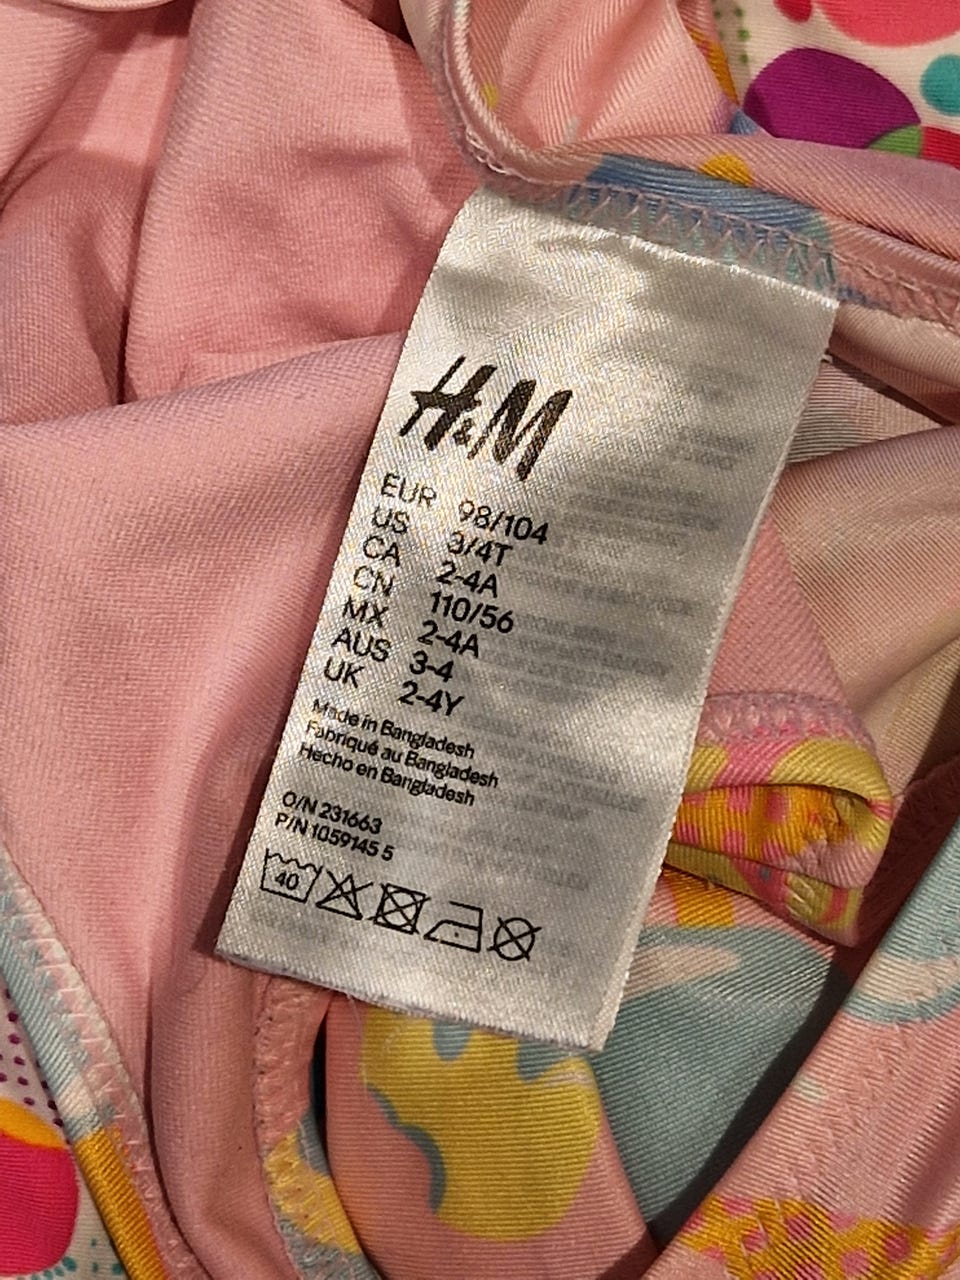 H&M
EUR 98/104
US 3/4T
CA 2-4A
CN 110/56
MX 2-4A
AUS 3-4
UK 2-4Y
Made in Bangladesh
Fabriqué au Bangladesh
Hecho en Bangladesh
O/N 231663
P/N 1059145 5
40